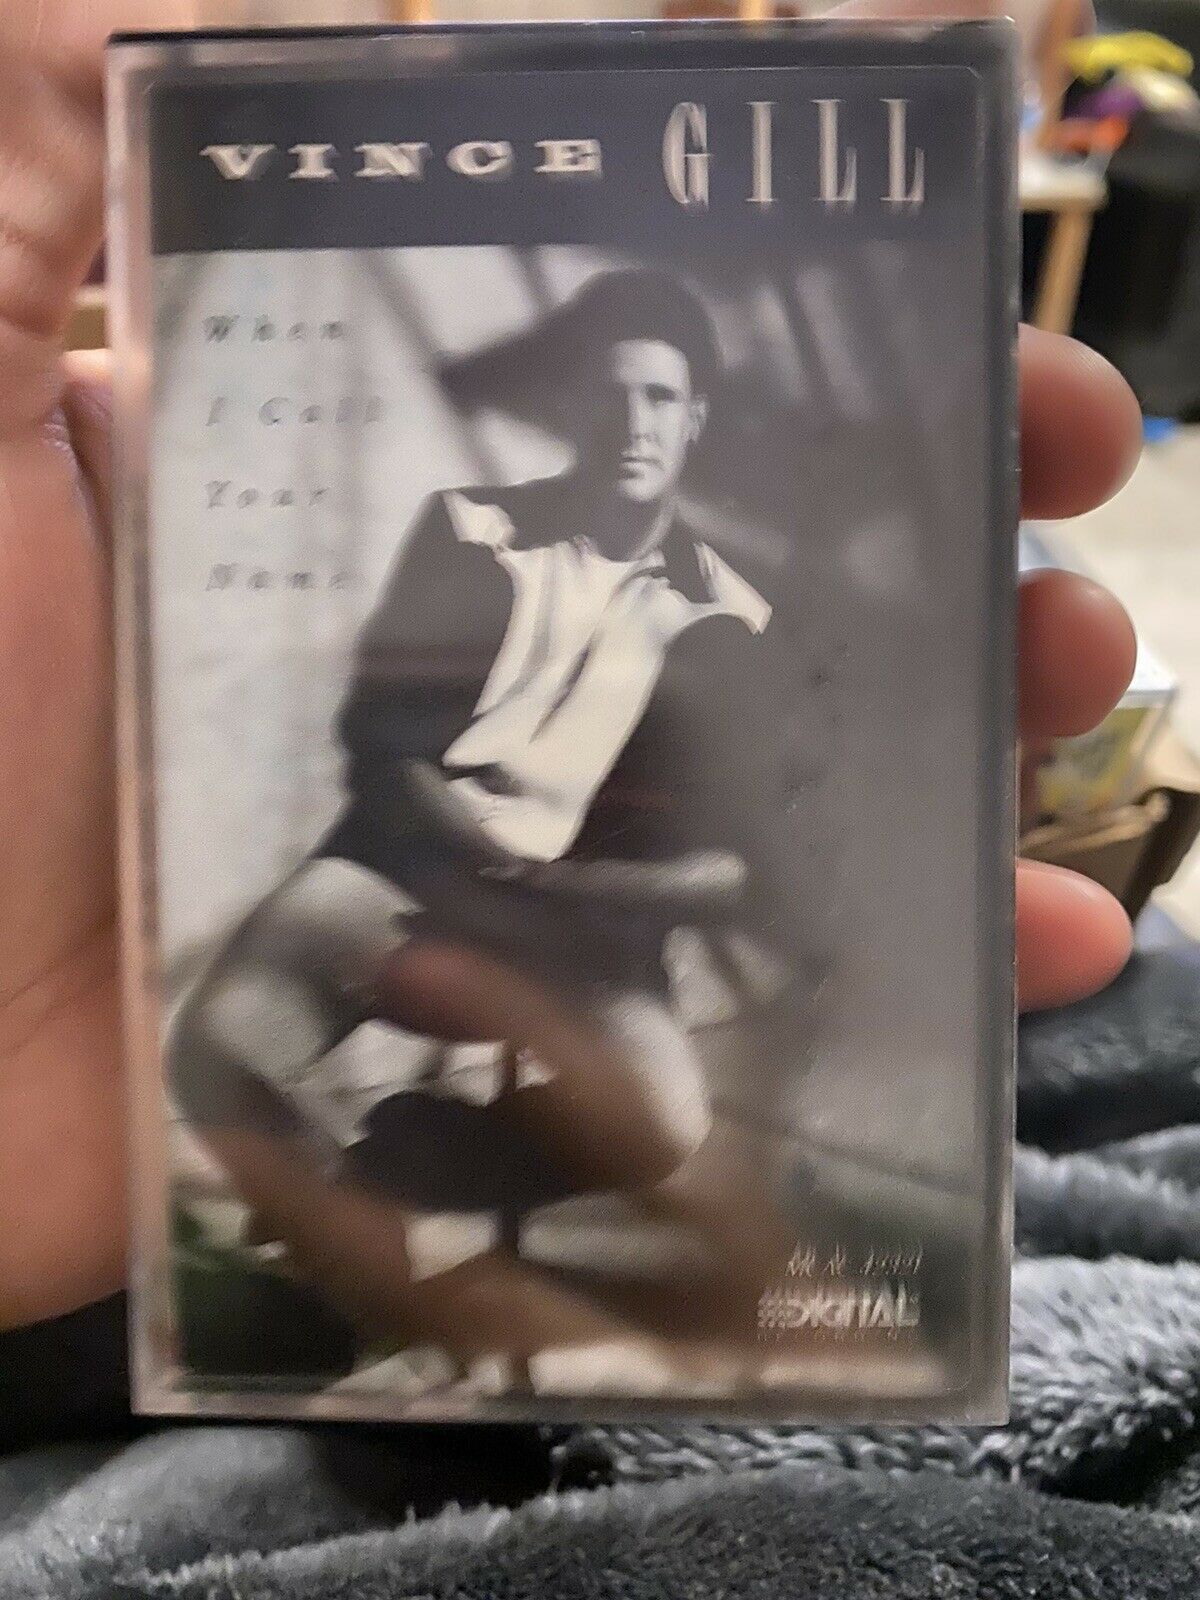 VINCE GILL
When
I Call
Your
Name
DIGITAL